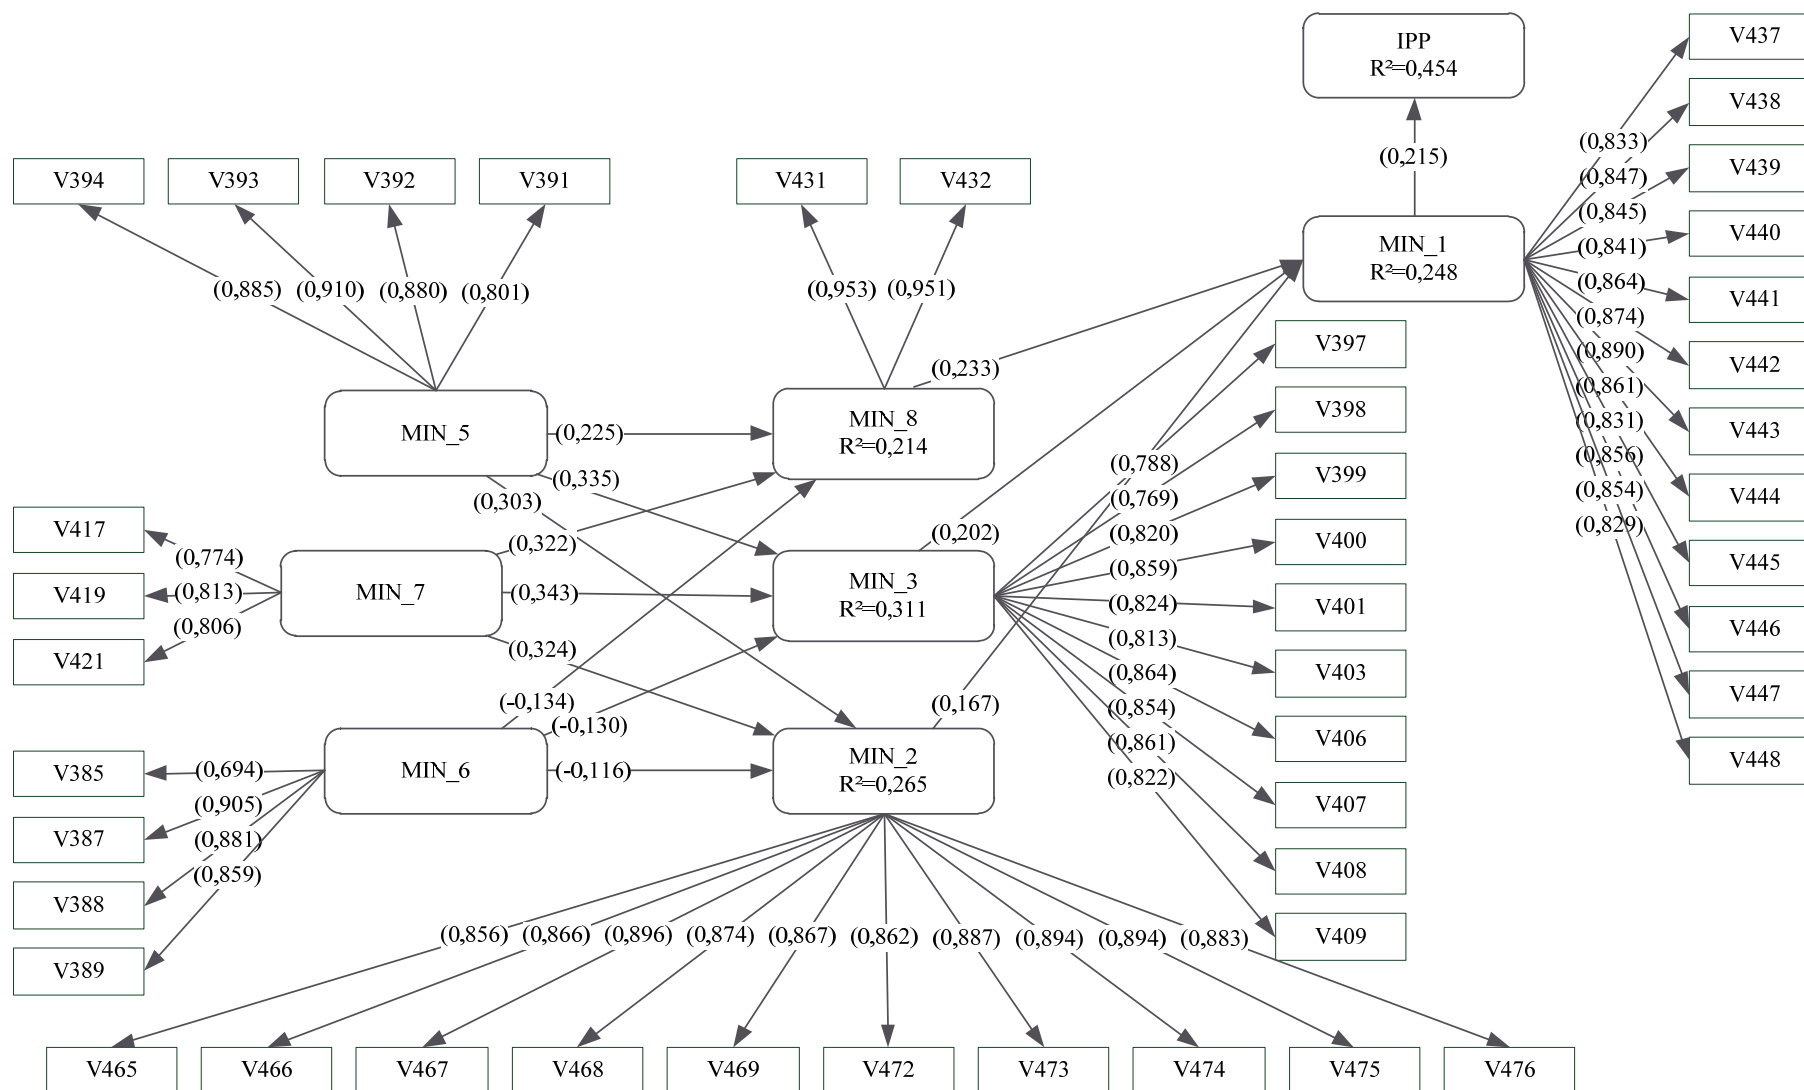 IPP
R²=0,454
V437
V438
(0,833)
(0,215)
V439
(0,847)
V394
V393
V392
V391
V431
V432
(0,845)
MIN_1
R²=0,248
V440
(0,841)
(0,885)
(0,910)
(0,880)
(0,801)
(0,953)
(0,951)
(0,864)
V441
(0,874)
V397
(0,890)
V442
(0,233)
(0,861)
V398
(0,831)
V443
MIN_5
(0,225)
MIN_8
R²=0,214
(0,788)
(0,856)
(0,335)
V399
(0,303)
(0,769)
(0,854)
V444
V417
(0,322)
(0,202)
(0,820)
V400
(0,829)
(0,774)
(0,859)
V445
V419
(0,813)
MIN_7
(0,343)
MIN_3
R²=0,311
(0,824)
V401
(0,806)
(0,813)
V446
V421
(0,324)
(0,864)
V403
(-0,134)
(0,167)
(0,854)
V447
(-0,130)
(0,861)
V406
V385
(0,694)
MIN_6
(-0,116)
MIN_2
R²=0,265
(0,822)
V448
(0,905)
V407
V387
(0,881)
(0,859)
V408
V388
(0,856)
(0,866)
(0,896)
(0,874)
(0,867)
(0,862)
(0,887)
(0,894)
(0,894)
(0,883)
V409
V389
V465
V466
V467
V468
V469
V472
V473
V474
V475
V476